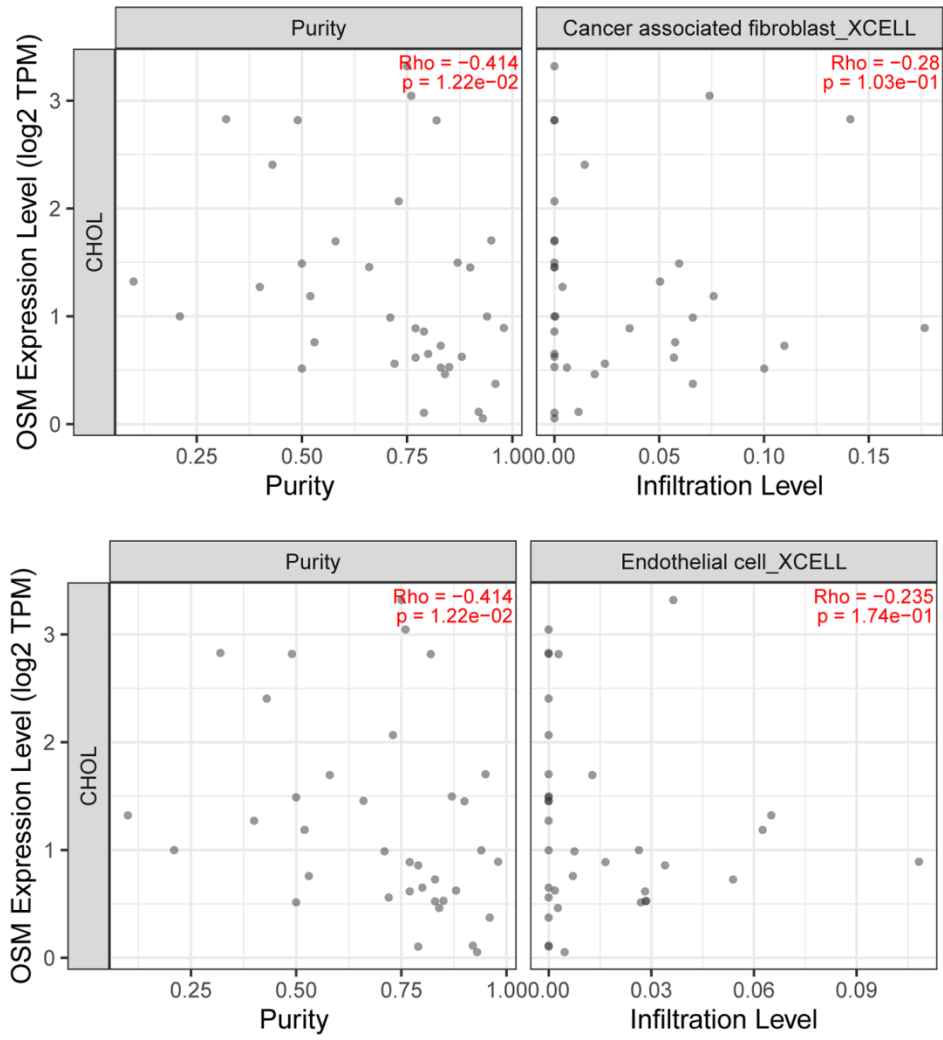 Purity
Cancer associated fibroblast_XCELL
Rho = −0.414
p = 1.22e−02
Rho = −0.28
p = 1.03e−01
OSM Expression Level (log2 TPM)
CHOL
3
2
1
0
0.25 0.50 0.75 1.00
0.00 0.05 0.10 0.15
Purity
Infiltration Level
Purity
Endothelial cell_XCELL
Rho = −0.414
p = 1.22e−02
Rho = −0.235
p = 1.74e−01
OSM Expression Level (log2 TPM)
CHOL
3
2
1
0
0.25 0.50 0.75 1.00
0.00 0.03 0.06 0.09
Purity
Infiltration Level